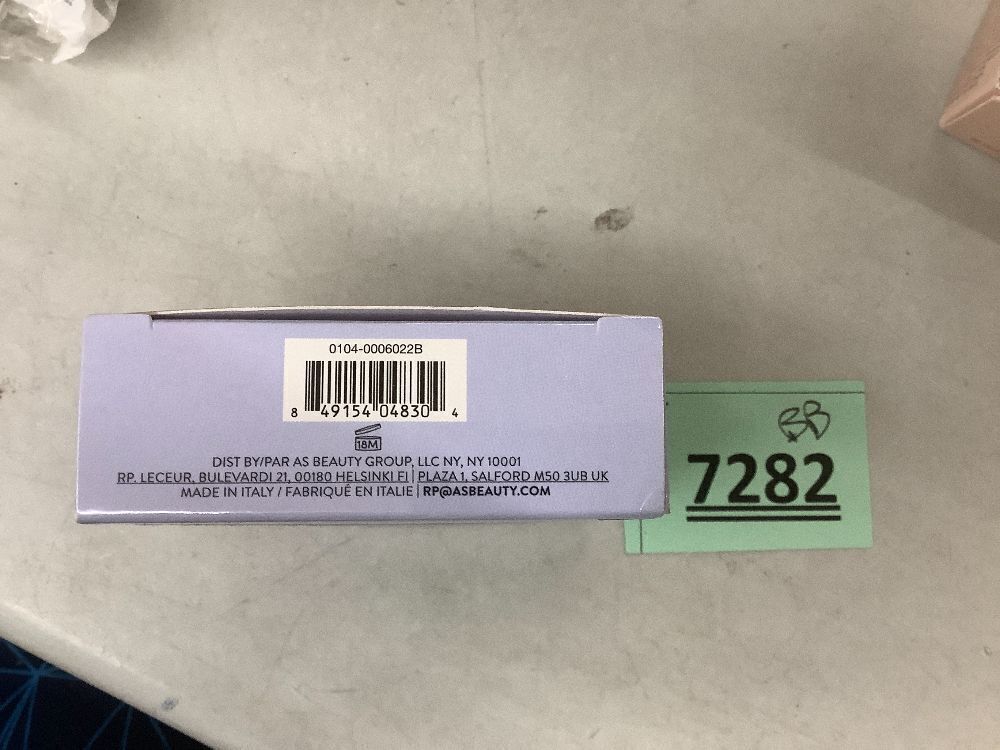 0104-0006022B
8 49154 04830 4
18M
DIST BY/PAR AS BEAUTY GROUP, LLC NY, NY 10001
RP. LECEUR, BULEVARDI 21, 00180 HELSINKI FI | PLAZA 1, SALFORD M50 3UB UK
MADE IN ITALY / FABRIQUÉ EN ITALIE | RP@ASBEAUTY.COM
BB
7282